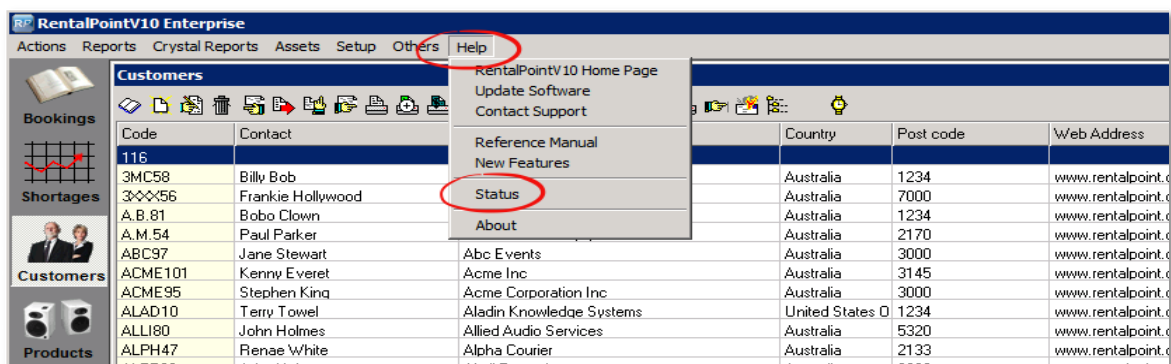 RP RentalPointV10 Enterprise
Actions Reports Crystal Reports Assets Setup Others Help
Customers
RentalPointV10 Home Page
Update Software
Contact Support
Reference Manual
New Features
Status
About
Bookings
Shortages
Customers
Products
Code Contact Country Post code Web Address
116
3MC58 Billy Bob Australia 1234 www.rentalpoint.
3XXX56 Frankie Hollywood Australia 7000 www.rentalpoint.
A.B.81 Bobo Clown Australia 1234 www.rentalpoint.
A.M.54 Paul Parker Australia 2170 www.rentalpoint.
ABC97 Jane Stewart Abc Events Australia 3000 www.rentalpoint.
ACME101 Kenny Everet Acme Inc Australia 3145 www.rentalpoint.
ACME95 Stephen King Acme Corporation Inc Australia 3000 www.rentalpoint.
ALAD10 Terry Towel Aladin Knowledge Systems United States O 1234 www.rentalpoint.
ALLI80 John Holmes Allied Audio Services Australia 5320 www.rentalpoint.
ALPH47 Renae White Alpha Courier Australia 2133 www.rentalpoint.